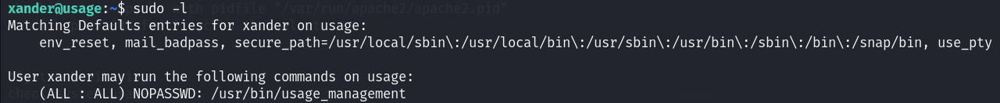 xander@usage:~$ sudo -l
Matching Defaults entries for xander on usage:
    env_reset, mail_badpass, secure_path=/usr/local/sbin\:/usr/local/bin\:/usr/sbin\:/usr/bin\:/sbin\:/bin\:/snap/bin, use_pty

User xander may run the following commands on usage:
    (ALL : ALL) NOPASSWD: /usr/bin/usage_management